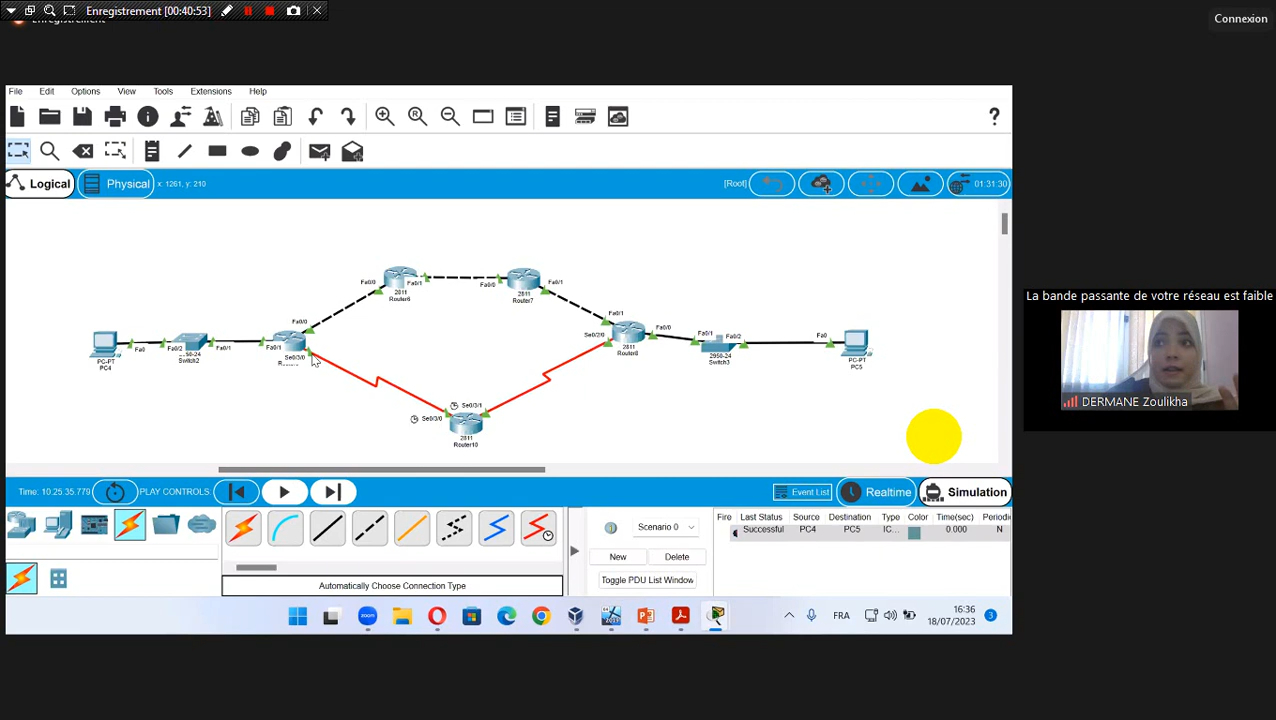 Enregistrement [00:40:53]
Enregistrement
Connexion
File Edit Options View Tools Extensions Help
?
Logical
Physical
x: 1261, y: 210
[Root]
01:31:30
Fa0/0
Fa0/1
2811
Router6
Fa0/0
Fa0/1
2811
Router7
Fa0/0
Fa0/1
Se0/3/0
Fa0/1
Se0/2/0
Fa0/0
2811
Router8
PC-PT
PC4
Fa0
Fa0/2
Fa0/1
Switch2
Fa0/1
Fa0/2
2950-24
Switch3
Fa0
PC-PT
PC5
Se0/3/1
Se0/3/0
2811
Router10
La bande passante de votre réseau est faible
DERMANE Zoulikha
Time: 10.25.35.779
PLAY CONTROLS
Event List
Realtime
Simulation
Scenario 0
New
Delete
Toggle PDU List Window
Fire Last Status Source Destination Type Color Time(sec) Periodi
Successful PC4 PC5 IC... 0.000 N
Automatically Choose Connection Type
FRA
16:36
18/07/2023
3